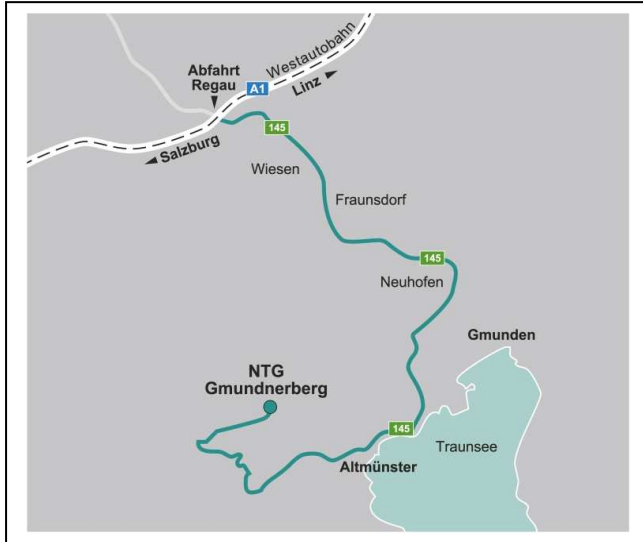 Westautobahn
Abfahrt
Regau
A1
Linz
145
Salzburg
Wiesen
Fraunsdorf
145
Neuhofen
Gmunden
NTG
Gmundnerberg
145
Traunsee
Altmünster